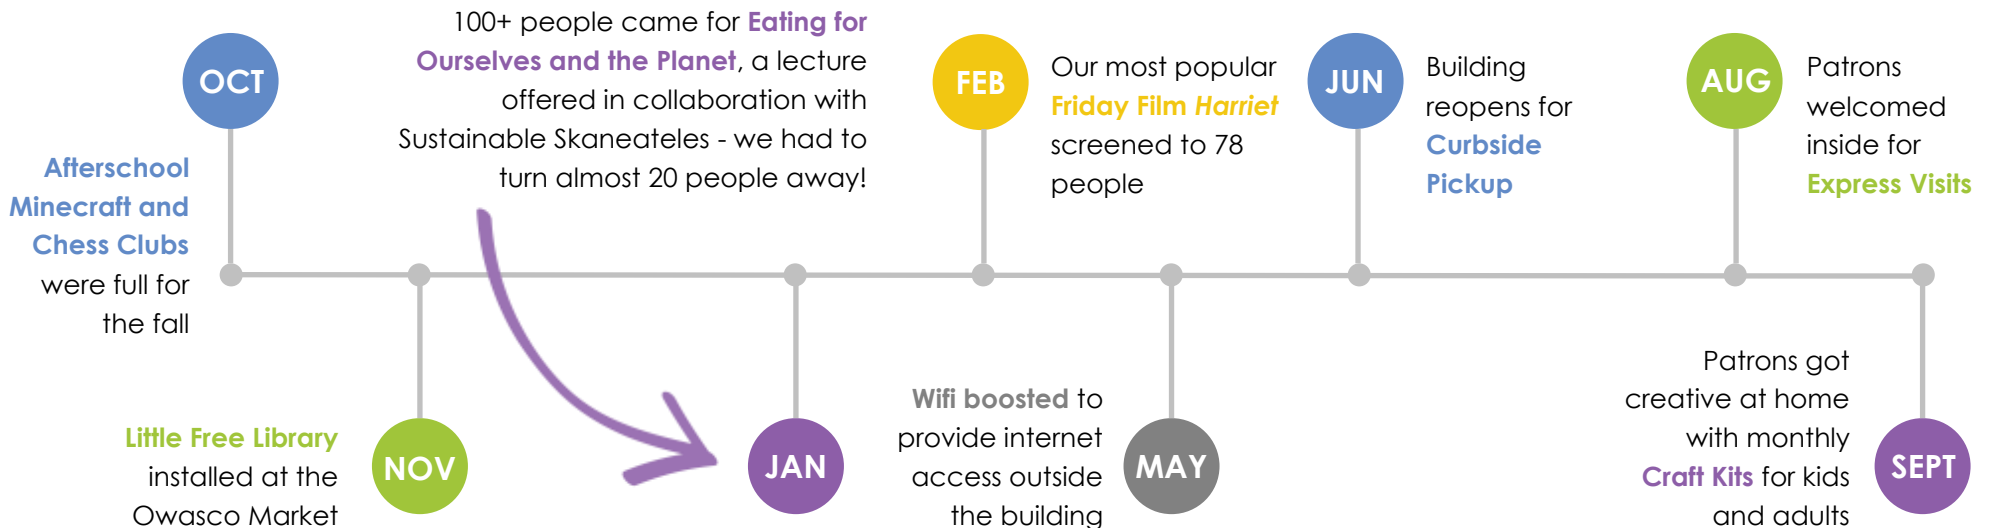 OCT
Afterschool
Minecraft and
Chess Clubs
were full for
the fall
Little Free Library
installed at the
Owasco Market
NOV
100+ people came for Eating for
Ourselves and the Planet, a lecture
offered in collaboration with
Sustainable Skaneateles - we had to
turn almost 20 people away!
JAN
FEB
Our most popular
Friday Film Harriet
screened to 78
people
Wifi boosted to
provide internet
access outside
the building
MAY
JUN
Building
reopens for
Curbside
Pickup
AUG
Patrons
welcomed
inside for
Express Visits
Patrons got
creative at home
with monthly
Craft Kits for kids
and adults
SEPT